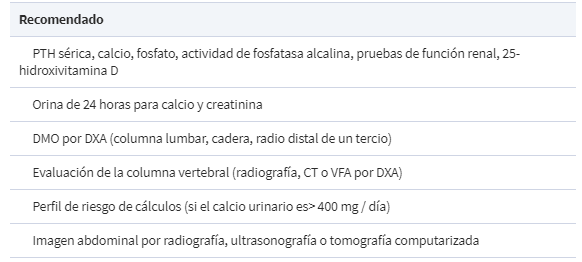 Recomendado
PTH sérica, calcio, fosfato, actividad de fosfatasa alcalina, pruebas de función renal, 25-
hidroxivitamina D
Orina de 24 horas para calcio y creatinina
DMO por DXA (columna lumbar, cadera, radio distal de un tercio)
Evaluación de la columna vertebral (radiografía, CT o VFA por DXA)
Perfil de riesgo de cálculos (si el calcio urinario es> 400 mg / día)
Imagen abdominal por radiografía, ultrasonografía o tomografía computarizada